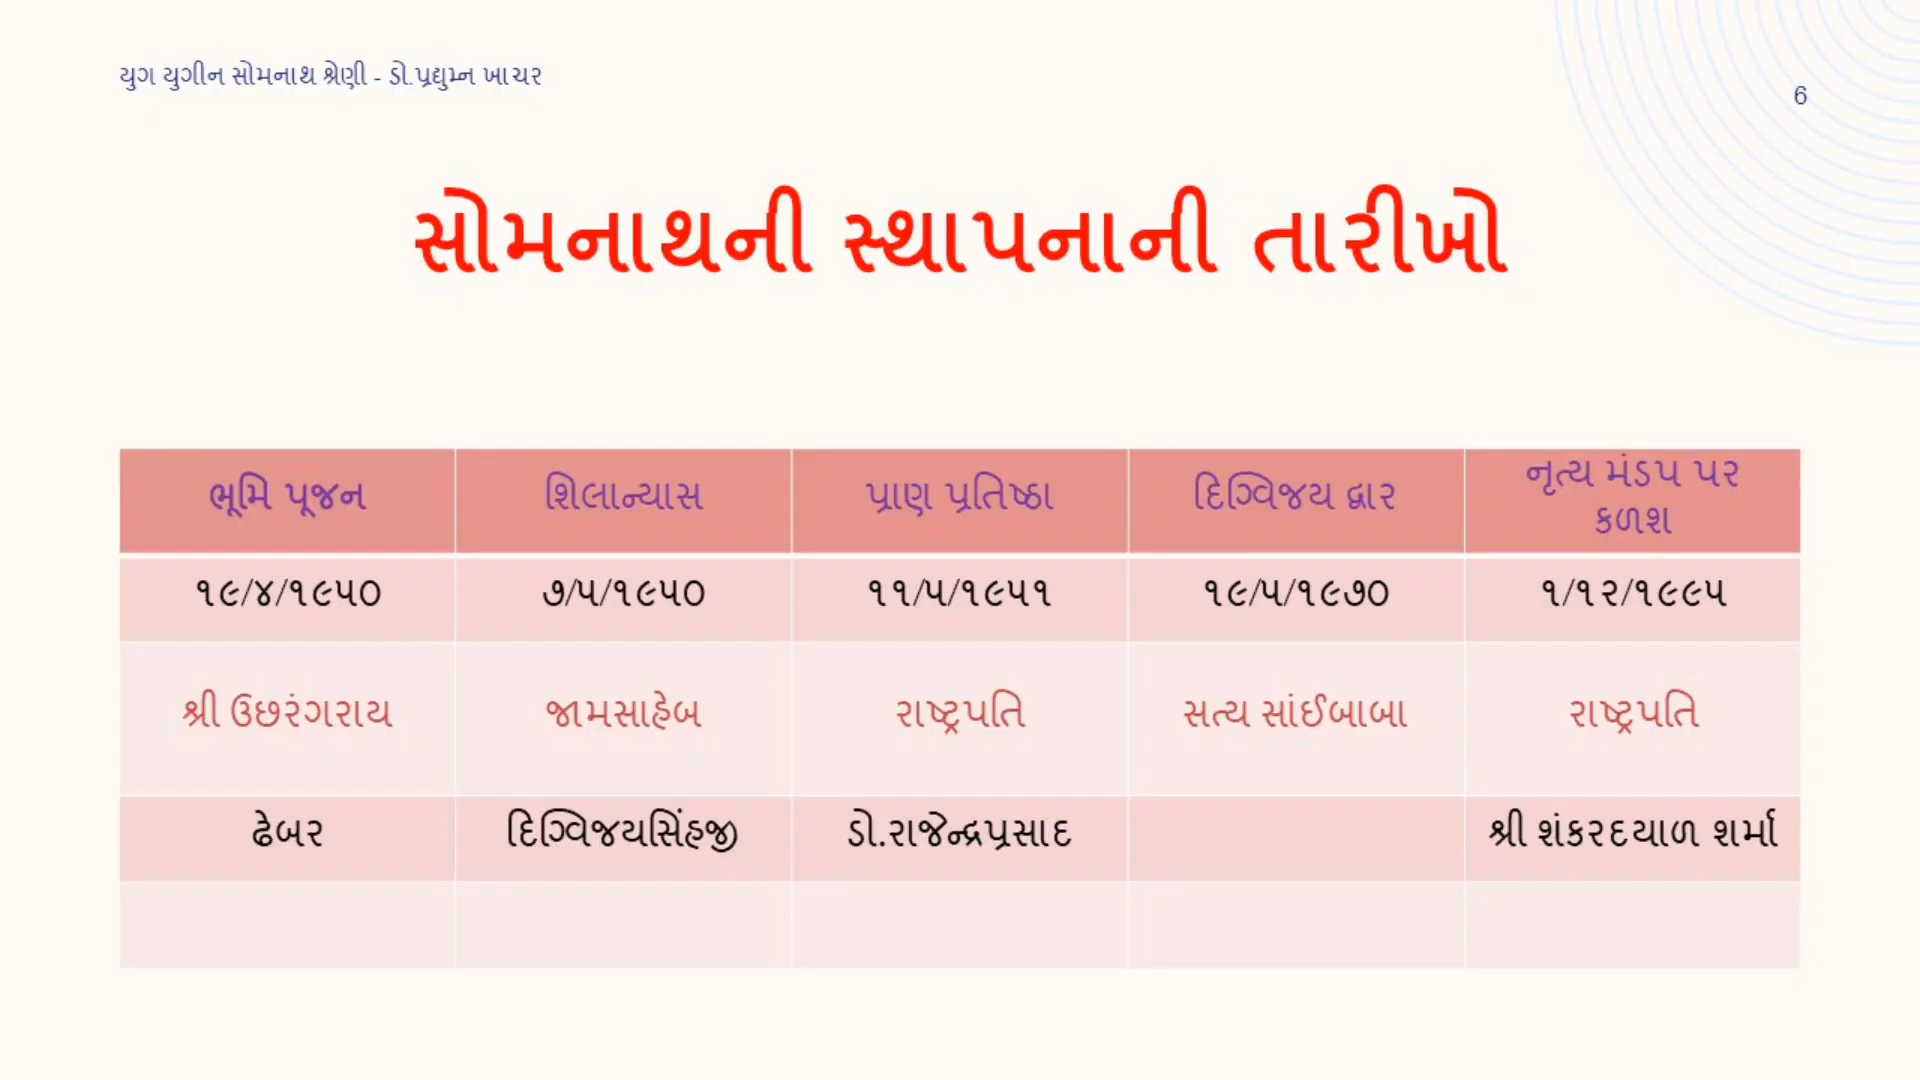 યુગ યુગીન સોમનાથ શ્રેણી - ડો.પ્રદ્યુમ્ન ખાચર
6
સોમનાથની સ્થાપનાની તારીખો
ભૂમિ પૂજન શિલાન્યાસ પ્રાણ પ્રતિષ્ઠા દિગ્વિજય દ્વાર નૃત્ય મંડપ પર
કળશ
૧૯/૪/૧૯૫૦ ૭/૫/૧૯૫૦ ૧૧/૫/૧૯૫૧ ૧૯/૫/૧૯૭૦ ૧/૧૨/૧૯૯૫
શ્રી ઉછરંગરાય જામસાહેબ રાષ્ટ્રપતિ સત્ય સાંઈબાબા રાષ્ટ્રપતિ
ઢેબર દિગ્વિજયસિંહજી ડો.રાજેન્દ્રપ્રસાદ શ્રી શંકરદયાળ શર્મા